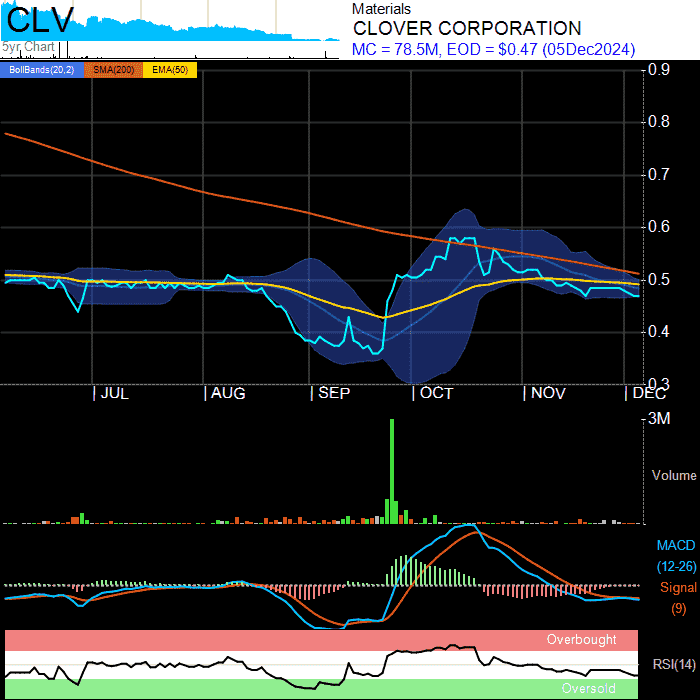 CLV
5yr Chart
Materials
CLOVER CORPORATION
MC = 78.5M, EOD = $0.47 (05Dec2024)
BollBands(20,2) SMA(200) EMA(50)
0.9
0.8
0.7
0.6
0.5
0.4
0.3
JUL AUG SEP OCT NOV DEC
3M
Volume
MACD
(12-26)
Signal
(9)
Overbought
RSI(14)
Oversold